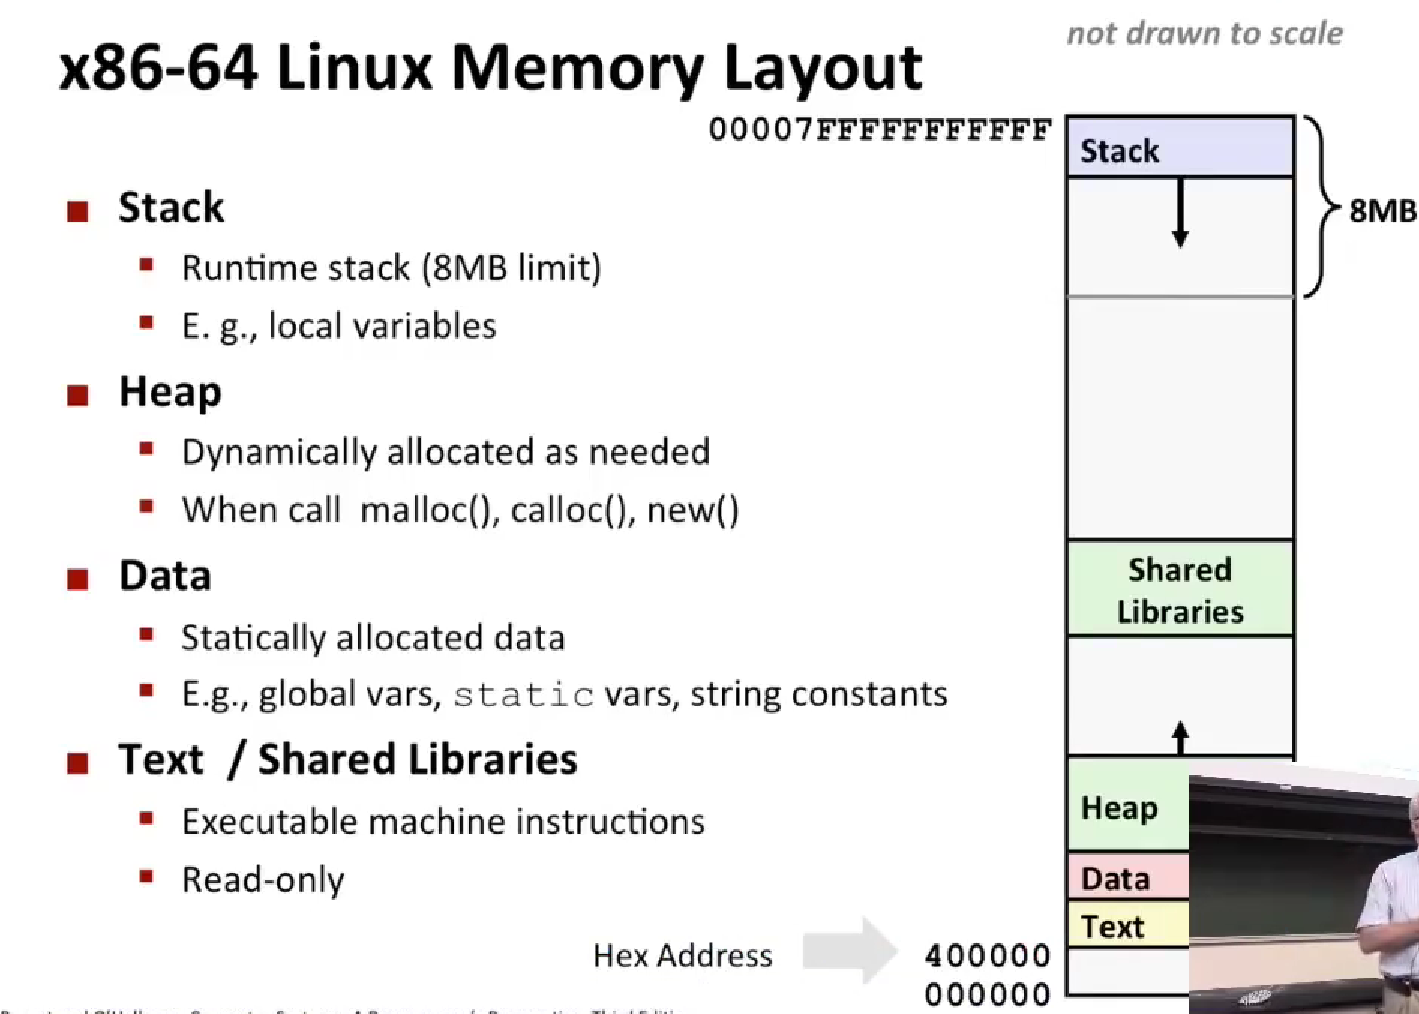 not drawn to scale
x86-64 Linux Memory Layout
00007FFFFFFFFFFF
Stack
8MB
■ Stack
▪ Runtime stack (8MB limit)
▪ E. g., local variables
■ Heap
▪ Dynamically allocated as needed
▪ When call malloc(), calloc(), new()
■ Data
▪ Statically allocated data
▪ E.g., global vars, static vars, string constants
■ Text / Shared Libraries
▪ Executable machine instructions
▪ Read-only
Shared
Libraries
Heap
Data
Text
Hex Address
400000
000000